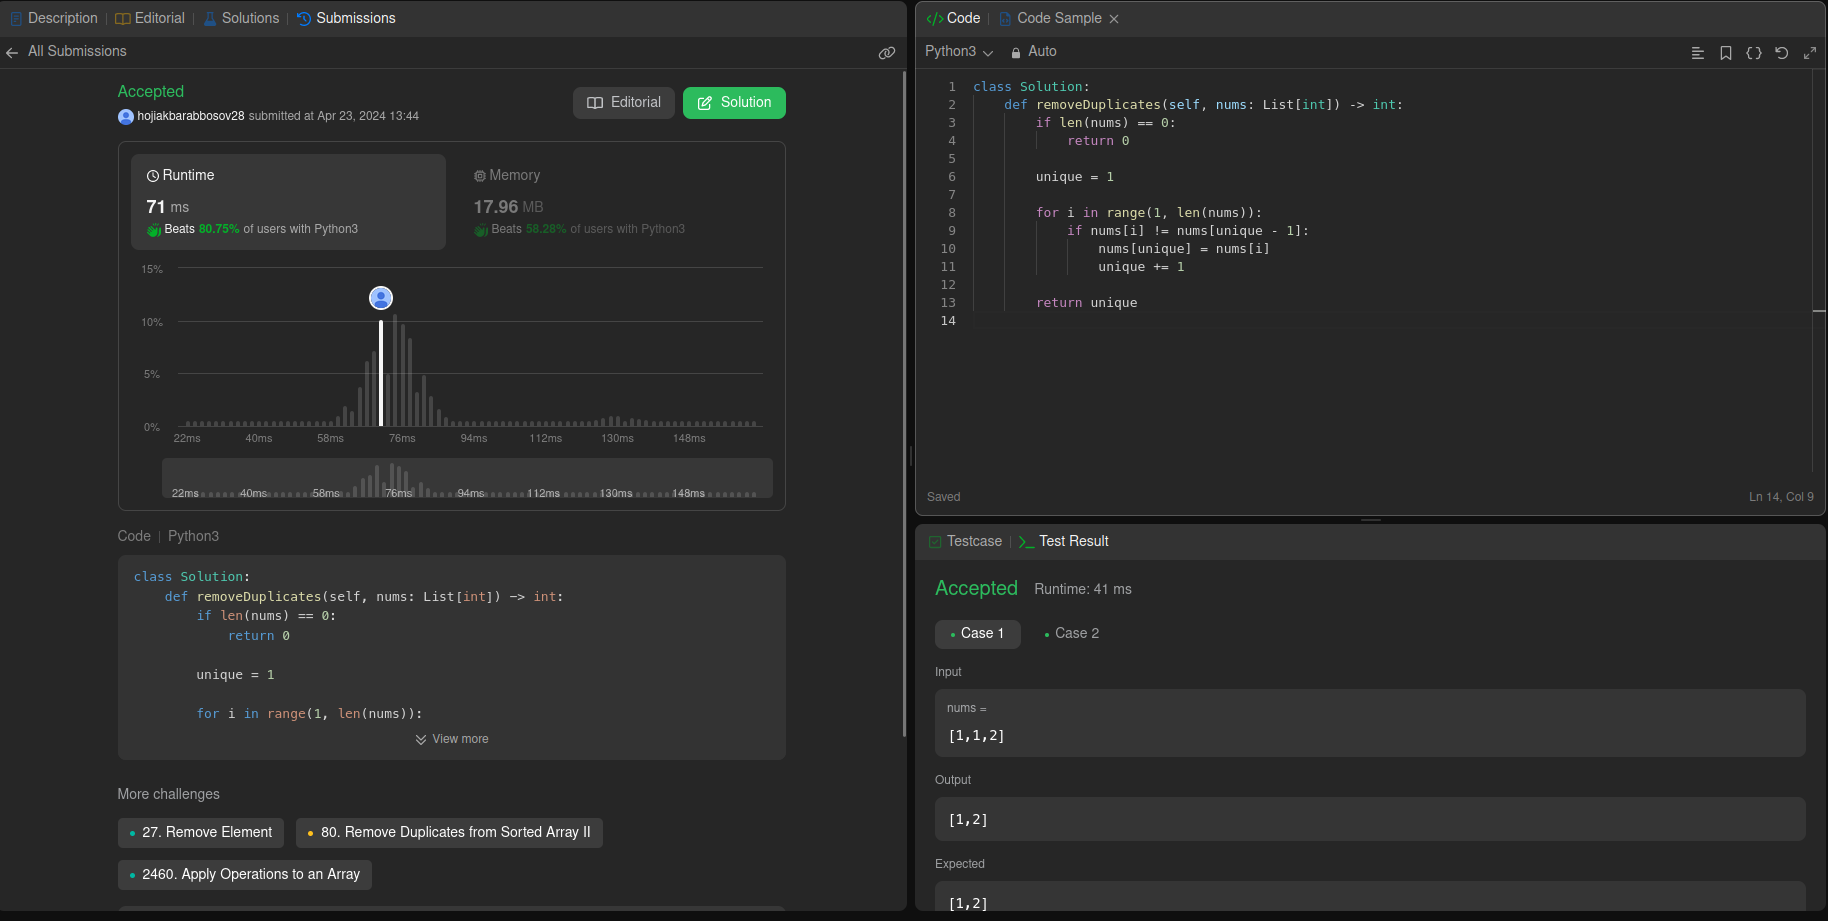 Description | Editorial | Solutions | Submissions
All Submissions
Accepted
hojiakbarabbosov28 submitted at Apr 23, 2024 13:44
Editorial
Solution
Runtime
71 ms
Beats 80.75% of users with Python3
Memory
17.96 MB
Beats 58.28% of users with Python3
15%
10%
5%
0%
22ms 40ms 58ms 76ms 94ms 112ms 130ms 148ms
22ms 40ms 58ms 76ms 94ms 112ms 130ms 148ms
Code | Python3
class Solution:
    def removeDuplicates(self, nums: List[int]) -> int:
        if len(nums) == 0:
            return 0

        unique = 1

        for i in range(1, len(nums)):
View more
More challenges
27. Remove Element
80. Remove Duplicates from Sorted Array II
2460. Apply Operations to an Array
</> Code | Code Sample
Python3
Auto
1 class Solution:
2     def removeDuplicates(self, nums: List[int]) -> int:
3         if len(nums) == 0:
4             return 0
5
6         unique = 1
7
8         for i in range(1, len(nums)):
9             if nums[i] != nums[unique - 1]:
10                 nums[unique] = nums[i]
11                 unique += 1
12
13         return unique
14
Saved
Ln 14, Col 9
Testcase | >_ Test Result
Accepted Runtime: 41 ms
Case 1
Case 2
Input
nums =
[1,1,2]
Output
[1,2]
Expected
[1,2]